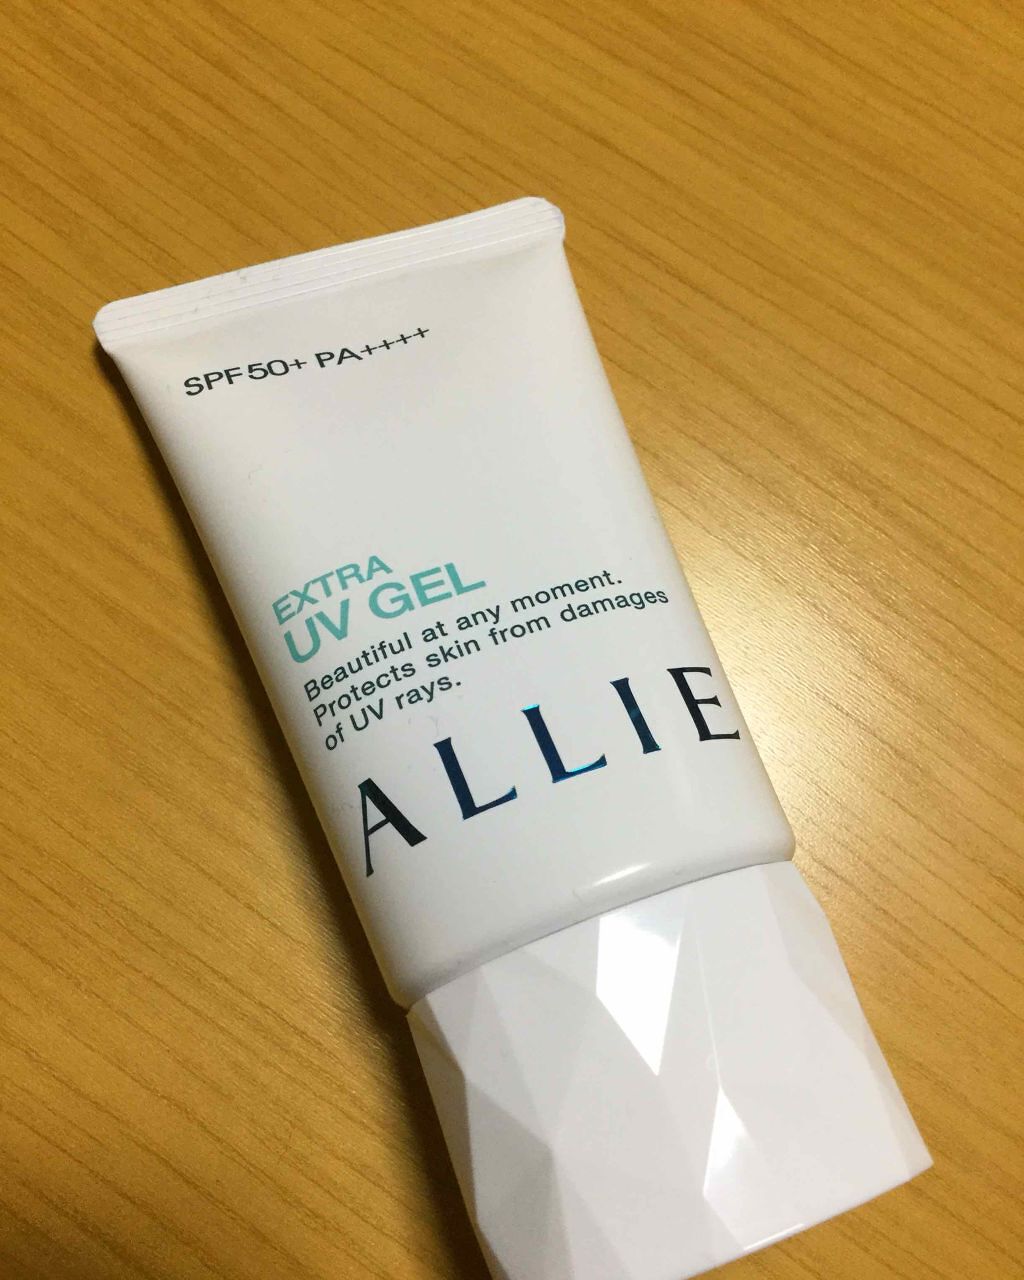 SPF50+ PA++++
EXTRA
UV GEL
Beautiful at any moment.
Protects skin from damages
of UV rays.
ALLIE